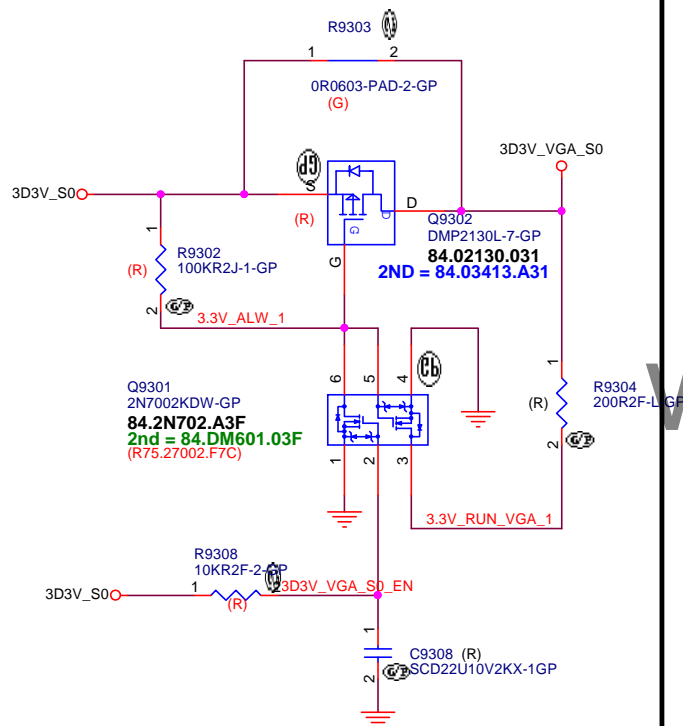 R9303
1 2
0R0603-PAD-2-GP
(G)
3D3V_VGA_S0
3D3V_S0
S
D
(R)
D
G
G
Q9302
DMP2130L-7-GP
84.02130.031
2ND = 84.03413.A31
1
R9302
(R)
100KR2J-1-GP
2
G/P
3.3V_ALW_1
Q9301
2N7002KDW-GP
84.2N702.A3F
2nd = 84.DM601.03F
(R75.27002.F7C)
6 5 4
1 2 3
1
R9304
(R)
200R2F-L-GP
2
G/P
3.3V_RUN_VGA_1
R9308
10KR2F-2-GP
3D3V_S0
1
2
3D3V_VGA_S0_EN
(R)
1
C9308 (R)
SCD22U10V2KX-1GP
2
G/P